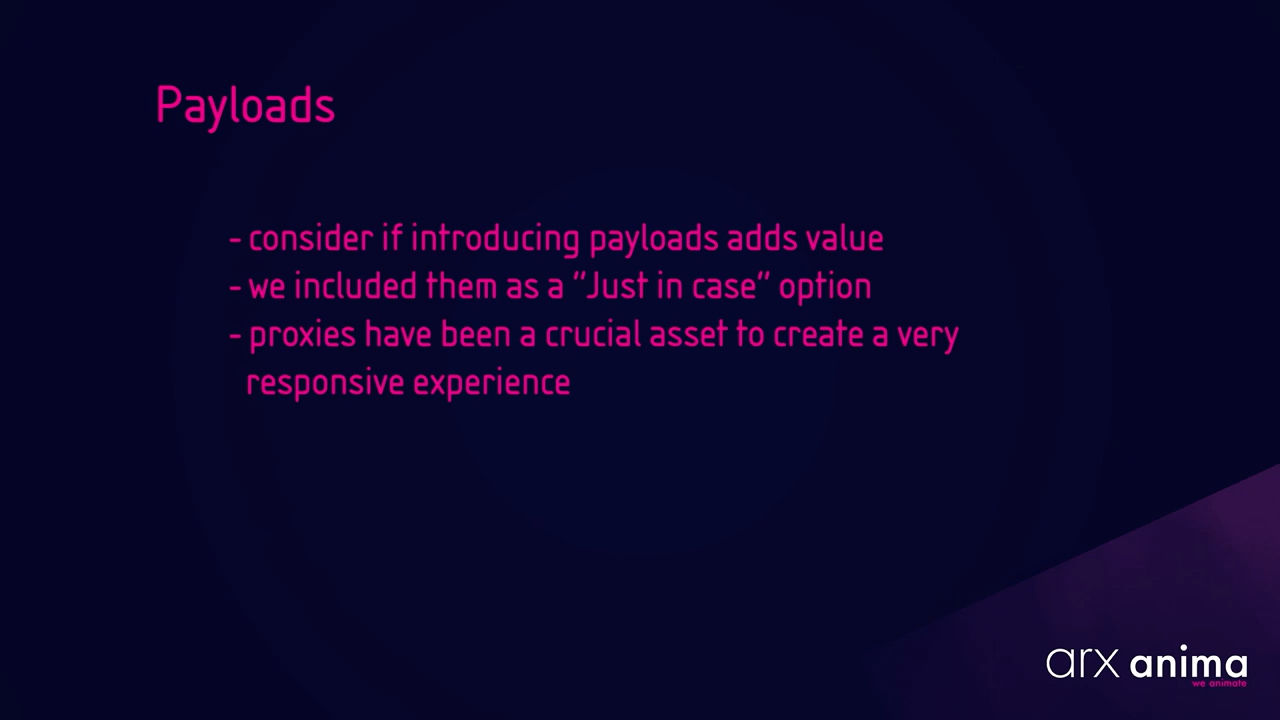 Payloads
- consider if introducing payloads adds value
- we included them as a "Just in case" option
- proxies have been a crucial asset to create a very
responsive experience
arx anima
we animate